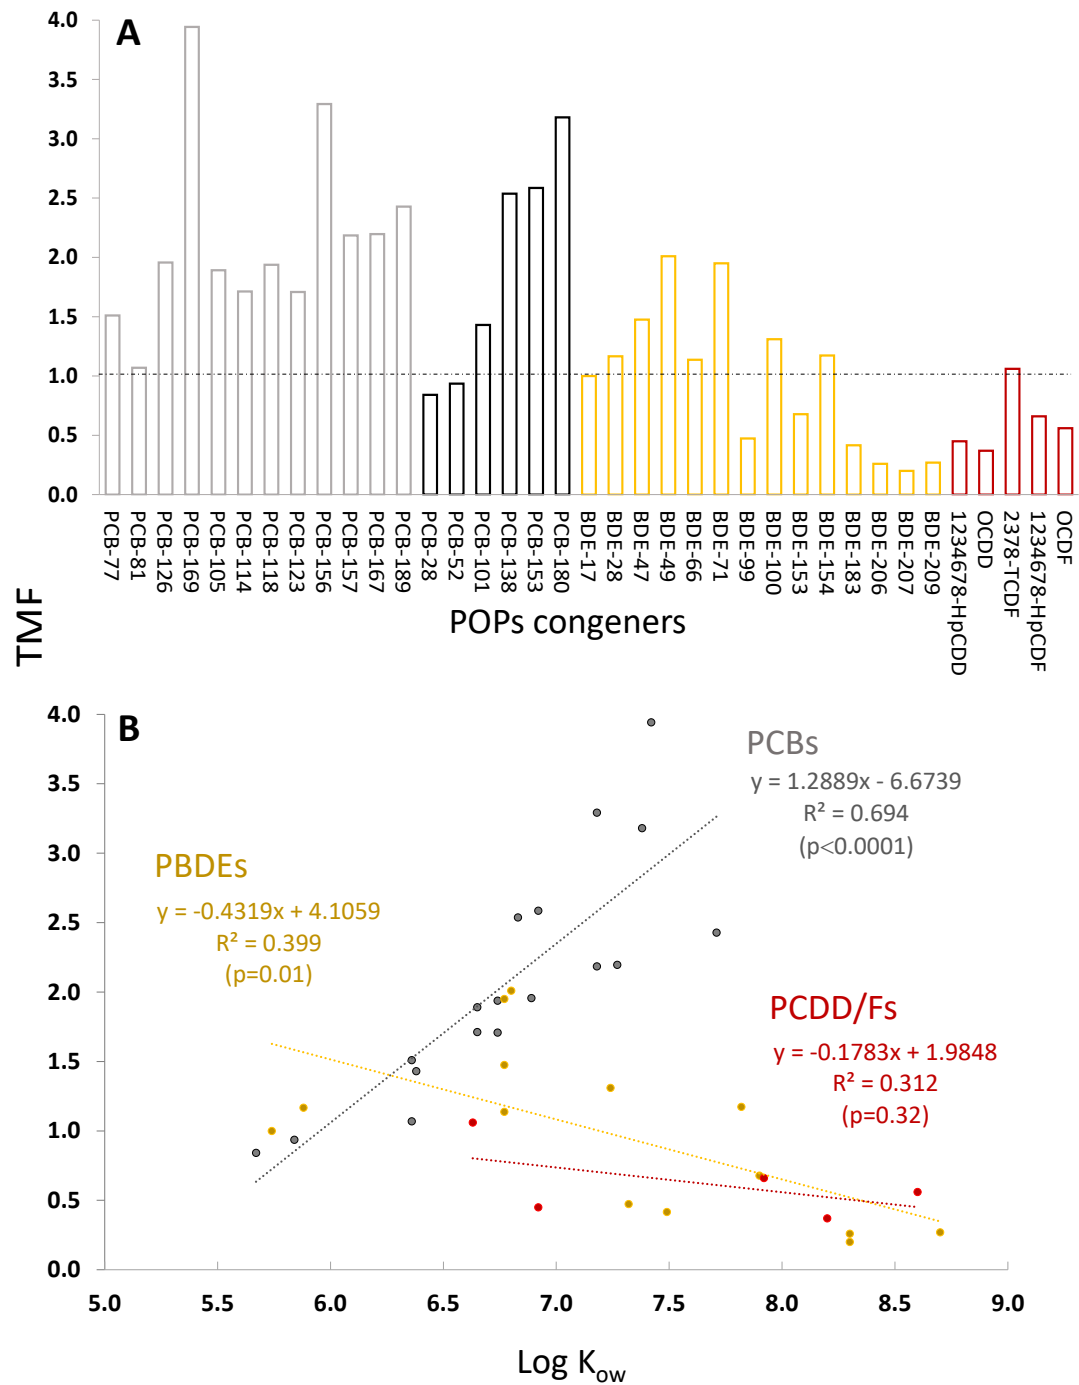 A
4.0
3.5
3.0
2.5
2.0
1.5
1.0
0.5
0.0
PCB-77
PCB-81
PCB-126
PCB-169
PCB-105
PCB-114
PCB-118
PCB-123
PCB-156
PCB-157
PCB-167
PCB-189
PCB-28
PCB-52
PCB-101
PCB-138
PCB-153
PCB-180
BDE-17
BDE-28
BDE-47
BDE-49
BDE-66
BDE-71
BDE-99
BDE-100
BDE-153
BDE-154
BDE-183
BDE-206
BDE-207
BDE-209
1234678-HpCDD
OCDD
2378-TCDF
1234678-HpCDF
OCDF
POPs congeners
TMF
B
4.0
3.5
3.0
2.5
2.0
1.5
1.0
0.5
0.0
PCBs
y = 1.2889x - 6.6739
R² = 0.694
(p<0.0001)
PBDEs
y = -0.4319x + 4.1059
R² = 0.399
(p=0.01)
PCDD/Fs
y = -0.1783x + 1.9848
R² = 0.312
(p=0.32)
5.0 5.5 6.0 6.5 7.0 7.5 8.0 8.5 9.0
Log Kow